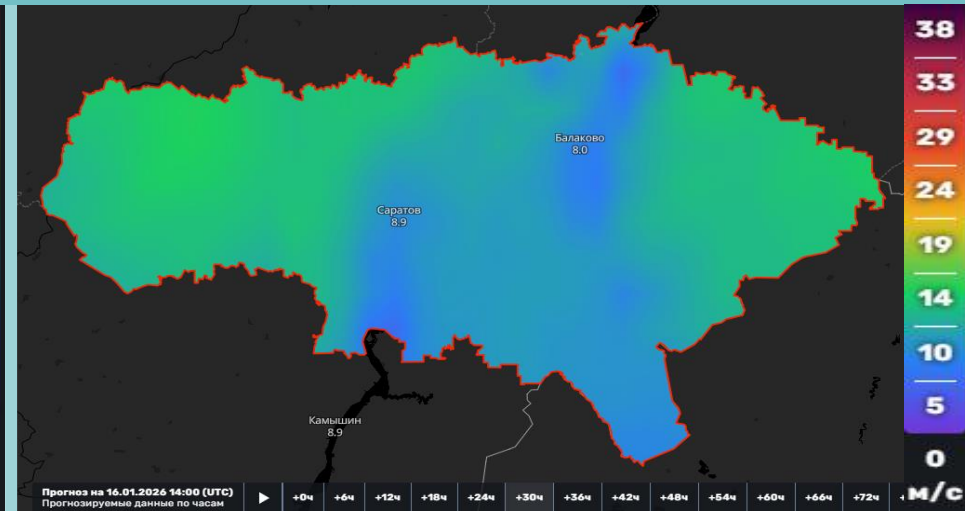 Балаково
8.0
Саратов
8.9
Камышин
8.9
Прогноз на 16.01.2026 14:00 (UTC)
Прогнозируемые данные по часам
+0ч +6ч +12ч +18ч +24ч +30ч +36ч +42ч +48ч +54ч +60ч +66ч +72ч
38
33
29
24
19
14
10
5
0
м/с